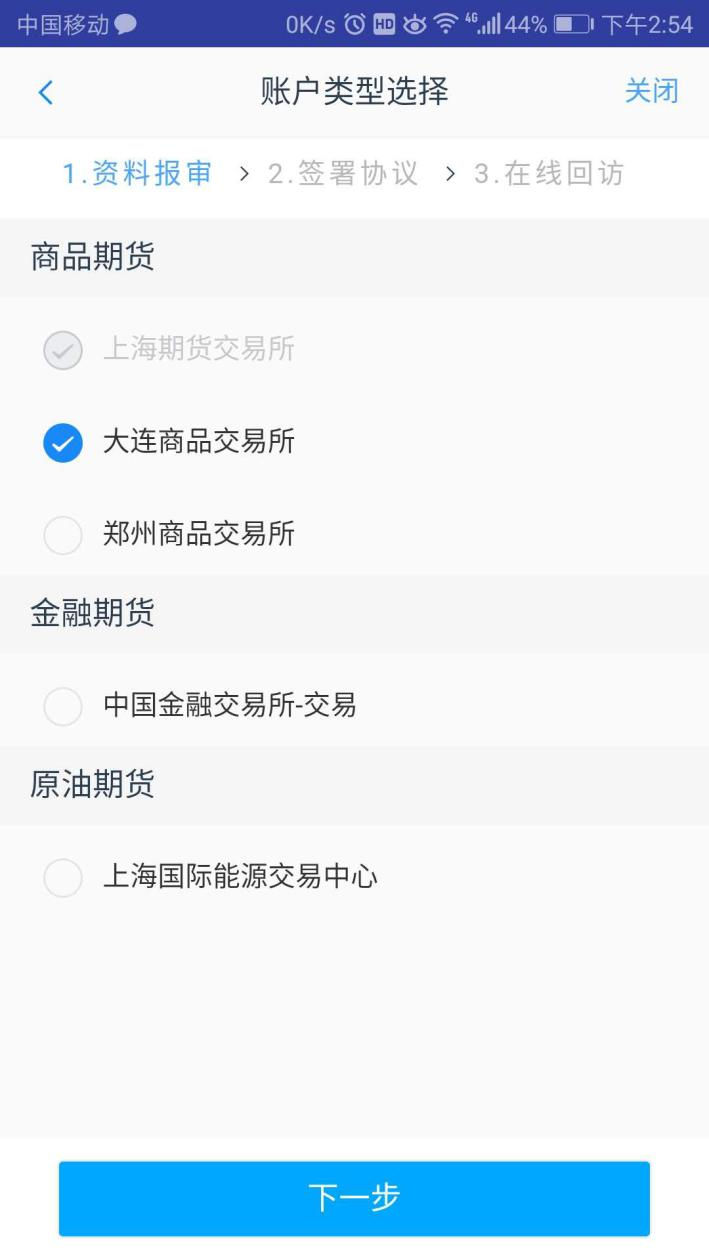 中国移动 0K/s HD 4G 44% 下午2:54
账户类型选择 关闭
1.资料报审 > 2.签署协议 > 3.在线回访
商品期货
上海期货交易所
大连商品交易所
郑州商品交易所
金融期货
中国金融交易所-交易
原油期货
上海国际能源交易中心
下一步